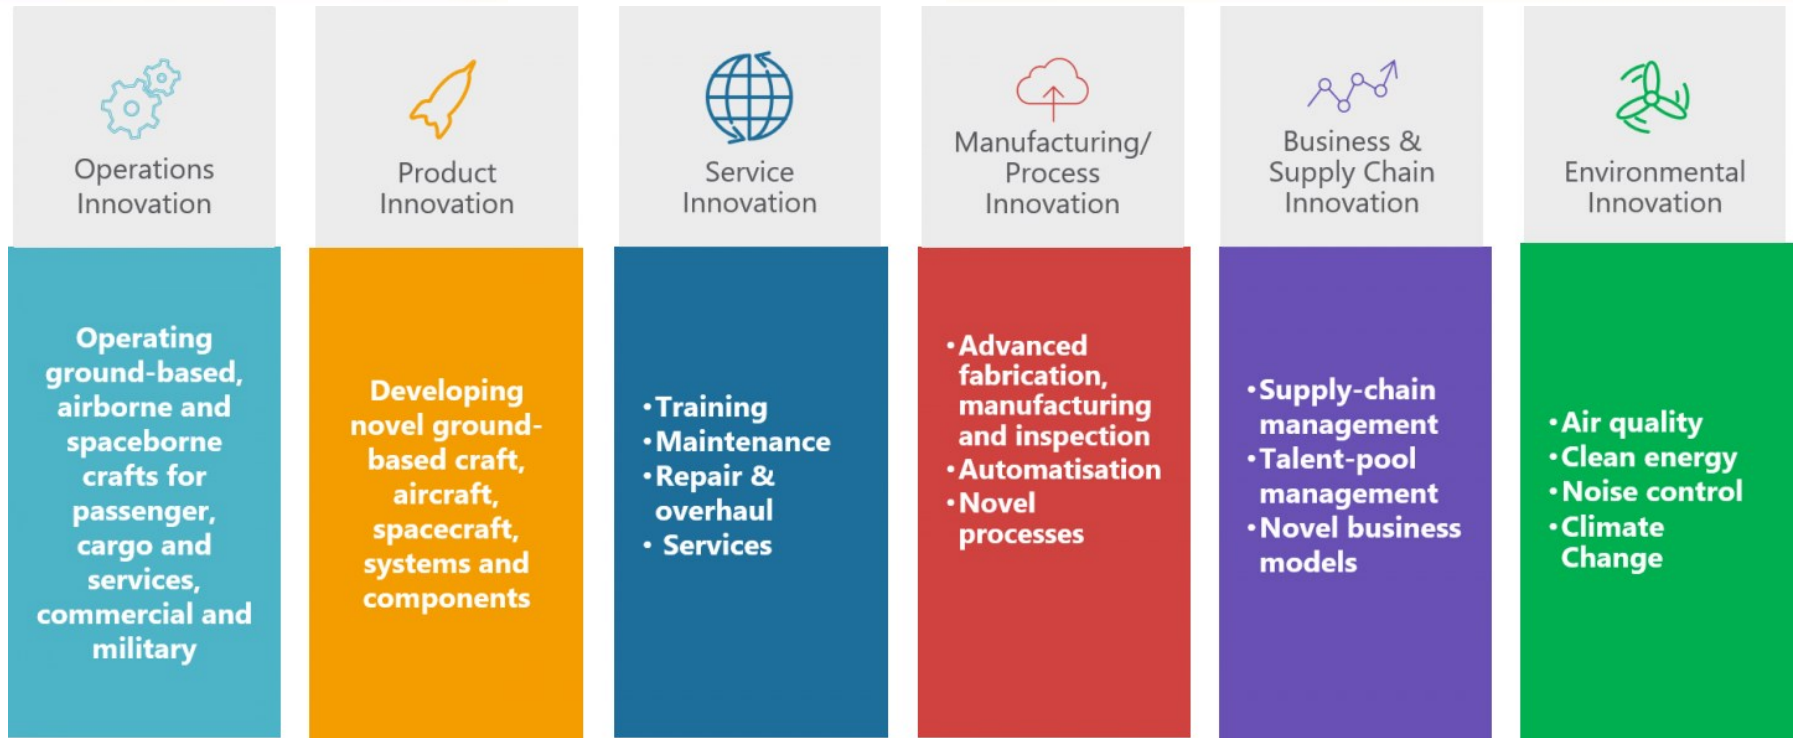 Operations
Innovation
Operating
ground-based,
airborne and
spaceborne
crafts for
passenger,
cargo and
services,
commercial and
military
Product
Innovation
Developing
novel ground-
based craft,
aircraft,
spacecraft,
systems and
components
Service
Innovation
•Training
•Maintenance
•Repair &
overhaul
• Services
Manufacturing/
Process
Innovation
•Advanced
fabrication,
manufacturing
and inspection
•Automatisation
•Novel
processes
Business &
Supply Chain
Innovation
•Supply-chain
management
•Talent-pool
management
•Novel business
models
Environmental
Innovation
•Air quality
•Clean energy
•Noise control
•Climate
Change